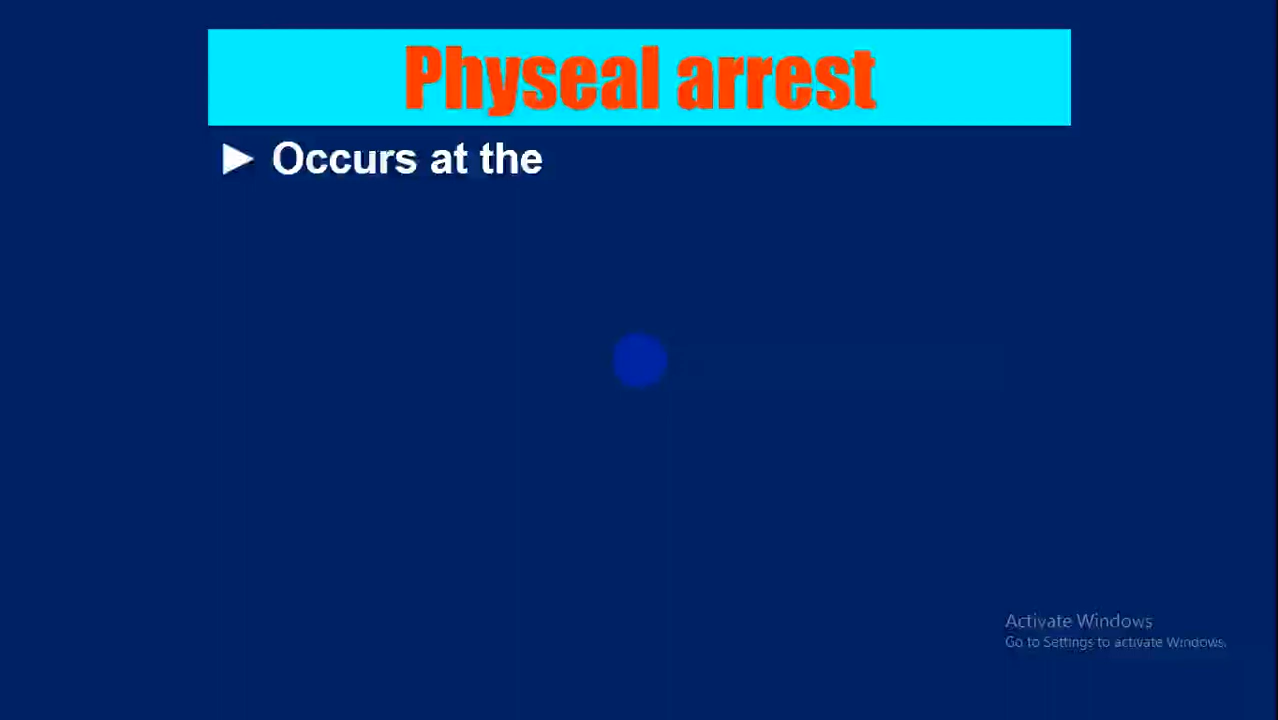 Physeal arrest
► Occurs at the
Activate Windows
Go to Settings to activate Windows.